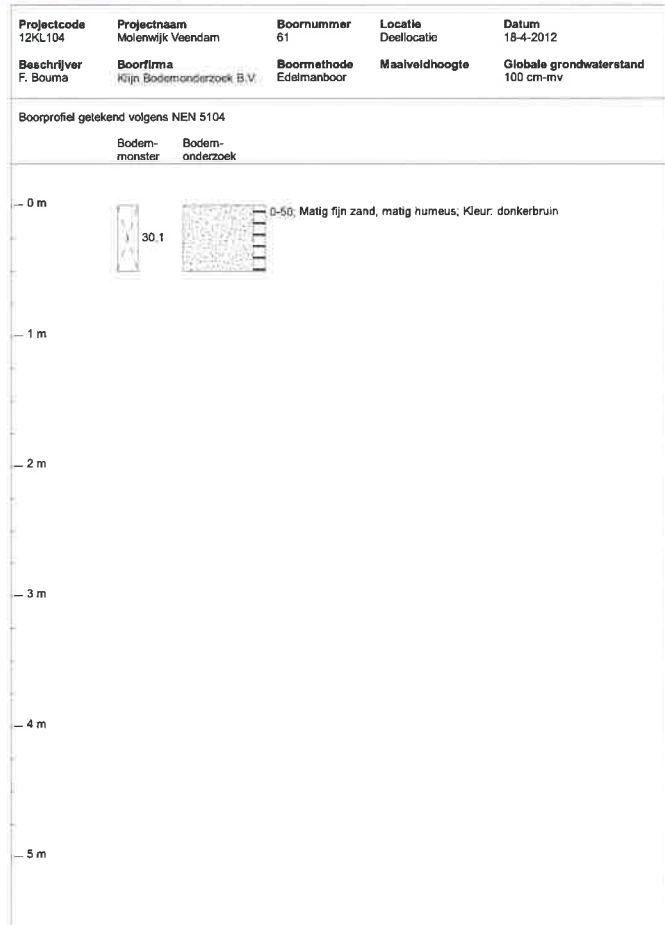 Projectcode Projectnaam Boornummer Locatie Datum
12KL104 Molenwijk Veendam 61 Deellocatie 18-4-2012
Beschrijver Boorfirma Boormethode Maaiveldhoogte Globale grondwaterstand
F. Bouma Klijn Bodemonderzoek B.V. Edelmanboor 100 cm-mv
Boorprofiel getekend volgens NEN 5104
Bodem- Bodem-
monster onderzoek
0 m
0-50; Matig fijn zand, matig humeus; Kleur: donkerbruin
30,1
1 m
2 m
3 m
4 m
5 m